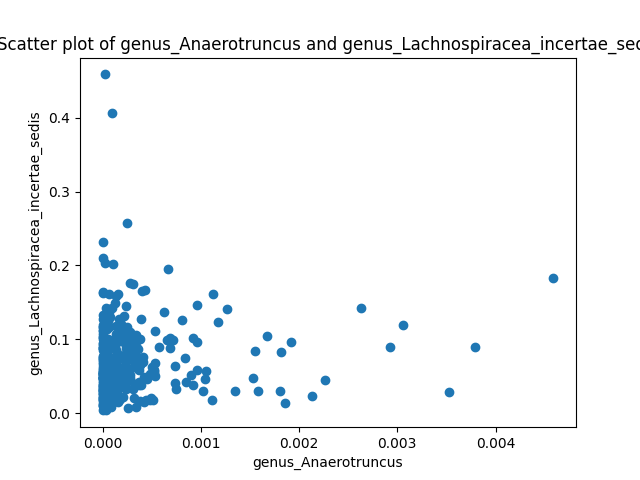 Scatter plot of genus_Anaerotruncus and genus_Lachnospiracea_incertae_sed
0.4
0.3
0.2
0.1
0.0
genus_Lachnospiracea_incertae_sedis
0.000 0.001 0.002 0.003 0.004
genus_Anaerotruncus